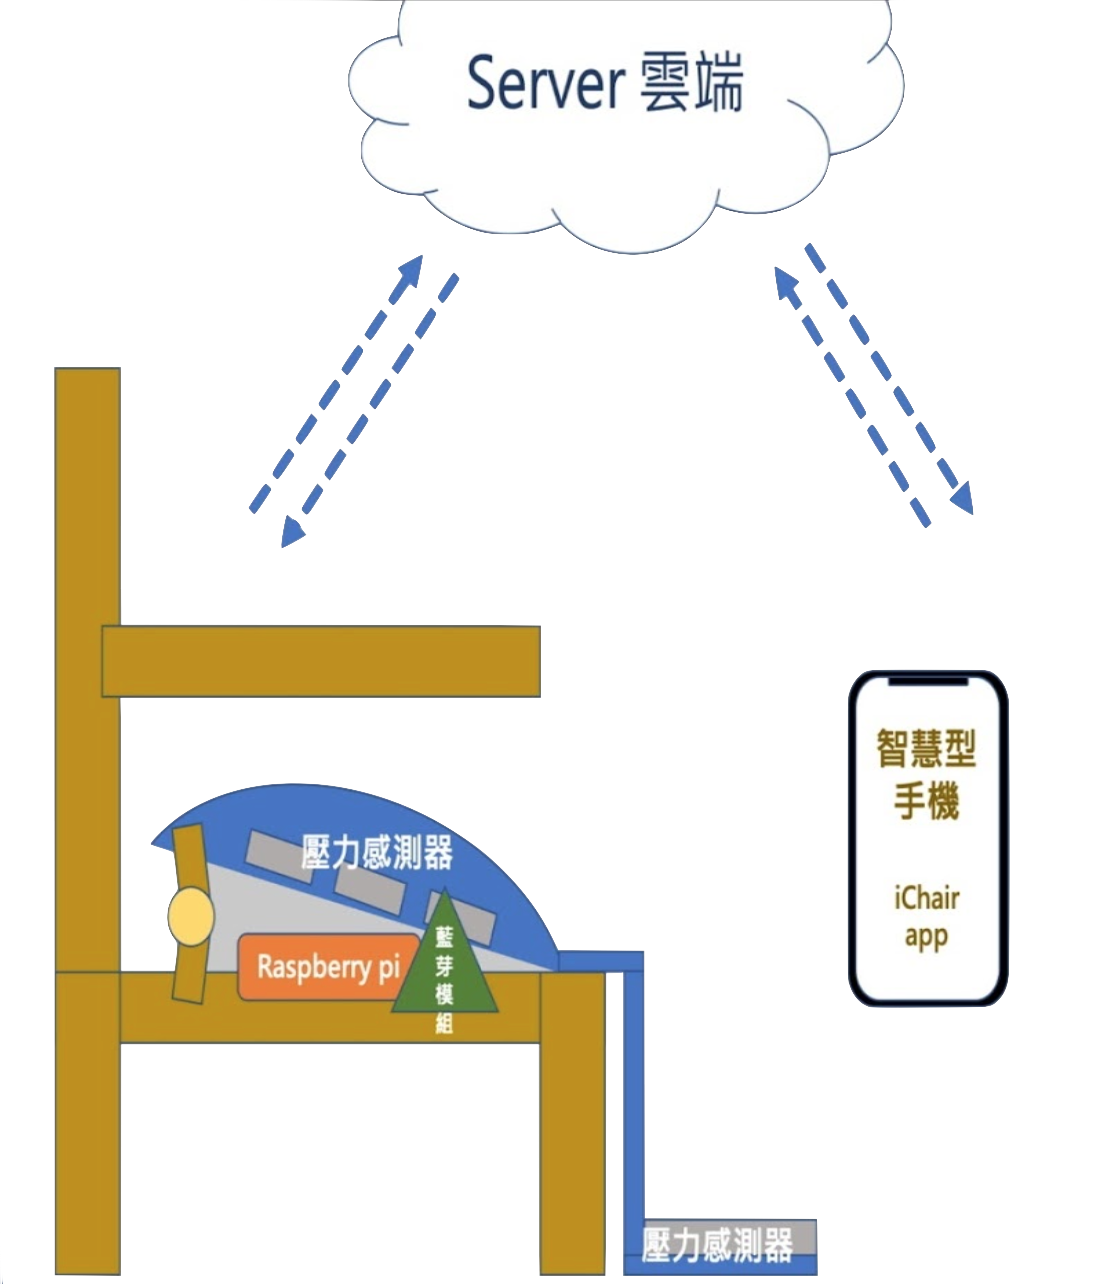 Server 雲端
智慧型
手機
iChair
app
壓力感測器
Raspberry pi
藍
芽
模
組
壓力感測器